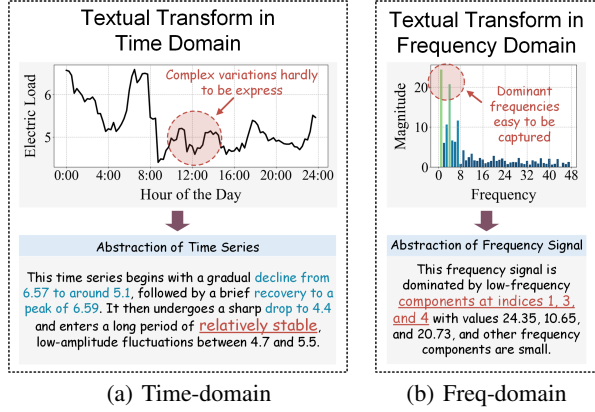 Textual Transform in
Time Domain
Electric Load
6
5
Complex variations hardly
to be express
0:00 4:00 8:00 12:00 16:00 20:00 24:00
Hour of the Day
Abstraction of Time Series
This time series begins with a gradual decline from
6.57 to around 5.1, followed by a brief recovery to a
peak of 6.59. It then undergoes a sharp drop to 4.4
and enters a long period of relatively stable,
low-amplitude fluctuations between 4.7 and 5.5.
(a) Time-domain
Textual Transform in
Frequency Domain
Magnitude
20
10
0
Dominant
frequencies
easy to be
captured
0 8 16 24 32 40 48
Frequency
Abstraction of Frequency Signal
This frequency signal is
dominated by low-frequency
components at indices 1, 3,
and 4 with values 24.35, 10.65,
and 20.73, and other frequency
components are small.
(b) Freq-domain